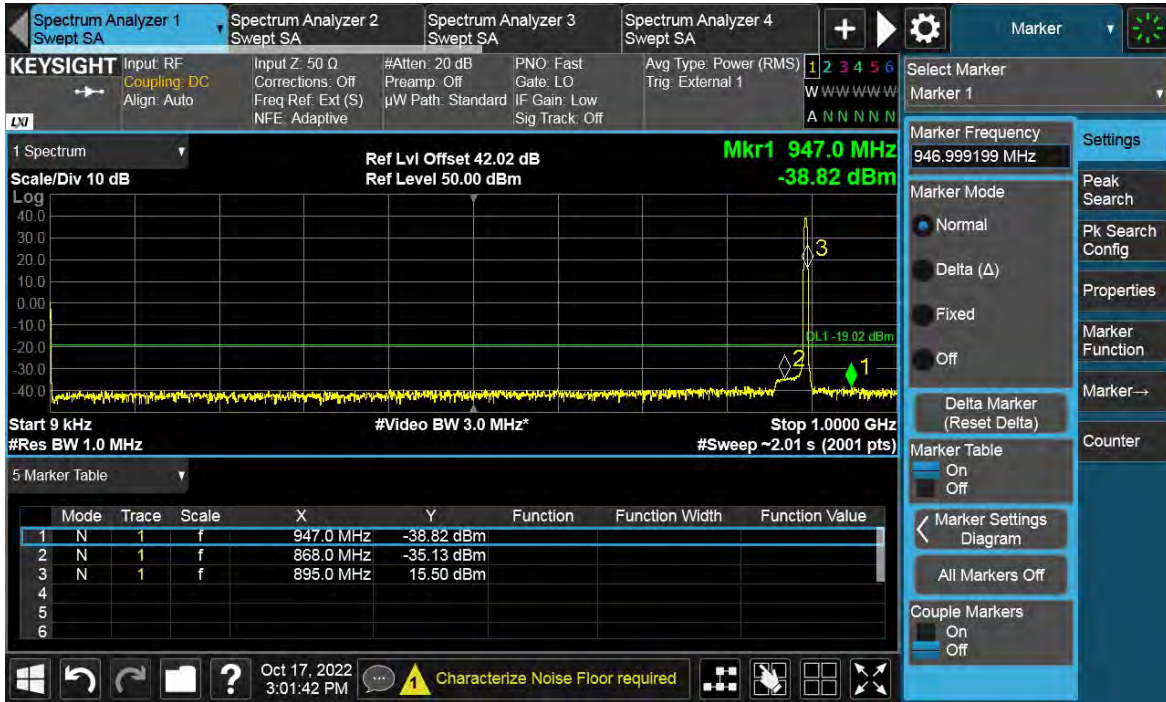 Spectrum Analyzer 1
Swept SA
Spectrum Analyzer 2
Swept SA
Spectrum Analyzer 3
Swept SA
Spectrum Analyzer 4
Swept SA
+
Marker
KEYSIGHT
LXI
Input: RF
Coupling: DC
Align: Auto
Input Z: 50 Ω
Corrections: Off
Freq Ref: Ext (S)
NFE: Adaptive
#Atten: 20 dB
Preamp: Off
µW Path: Standard
PNO: Fast
Gate: LO
IF Gain: Low
Sig Track: Off
Avg Type: Power (RMS)
Trig: External 1
1 2 3 4 5 6
W W W W W W
A N N N N N
Select Marker
Marker 1
1 Spectrum
Scale/Div 10 dB
Ref Lvl Offset 42.02 dB
Ref Level 50.00 dBm
Mkr1 947.0 MHz
-38.82 dBm
Log
40.0
30.0
20.0
10.0
0.00
-10.0
-20.0
-30.0
-40.0
3
DL1 -19.02 dBm
2
1
Start 9 kHz
#Video BW 3.0 MHz*
Stop 1.0000 GHz
#Res BW 1.0 MHz
#Sweep ~2.01 s (2001 pts)
5 Marker Table
Mode Trace Scale X Y Function Function Width Function Value
1 N 1 f 947.0 MHz -38.82 dBm
2 N 1 f 868.0 MHz -35.13 dBm
3 N 1 f 895.0 MHz 15.50 dBm
4
5
6
Marker Frequency
946.999199 MHz
Marker Mode
Normal
Delta (Δ)
Fixed
Off
Delta Marker
(Reset Delta)
Marker Table
On
Off
Marker Settings
Diagram
All Markers Off
Couple Markers
On
Off
Settings
Peak
Search
Pk Search
Config
Properties
Marker
Function
Marker→
Counter
?
Oct 17, 2022
3:01:42 PM
1
Characterize Noise Floor required